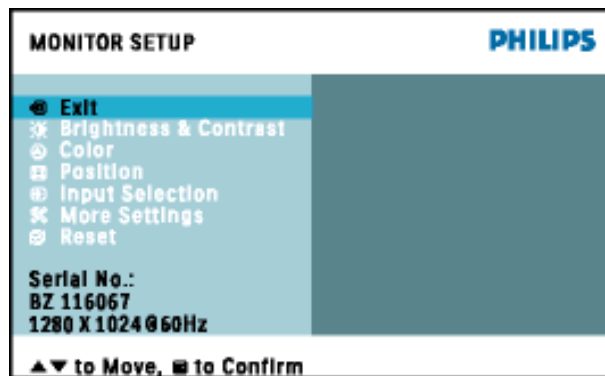 MONITOR SETUP
PHILIPS
Exit
Brightness & Contrast
Color
Position
Input Selection
More Settings
Reset
Serial No.:
BZ 116067
1280 X 1024 @ 60Hz
▲▼ to Move, to Confirm